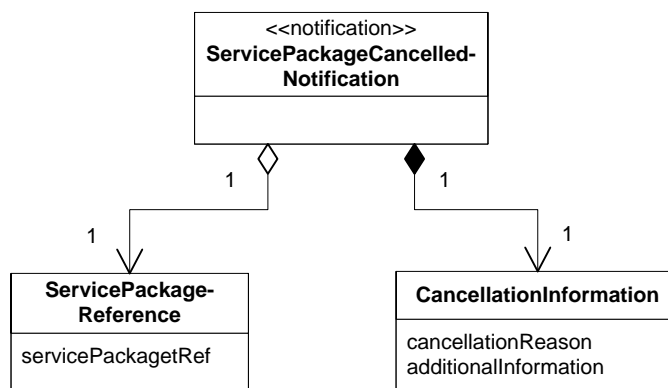 <<notification>>
ServicePackageCancelled-
Notification
1
1
1
1
ServicePackage-
Reference
servicePackagetRef
CancellationInformation
cancellationReason
additionalInformation